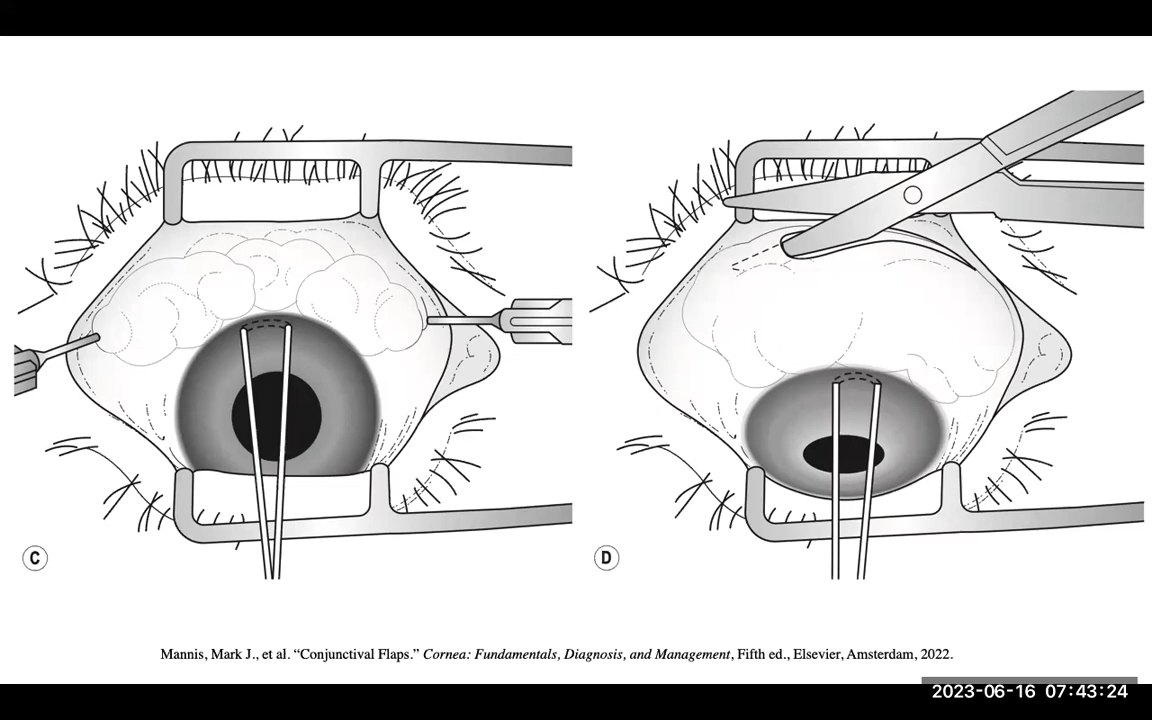 C
D
Mannis, Mark J., et al. “Conjunctival Flaps.” Cornea: Fundamentals, Diagnosis, and Management, Fifth ed., Elsevier, Amsterdam, 2022.
2023-06-16 07:43:24